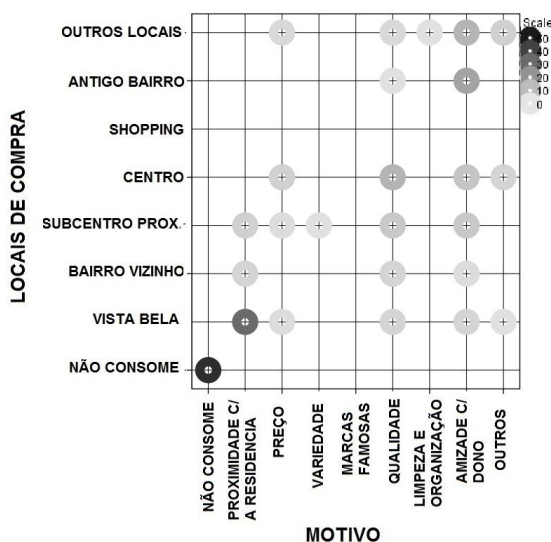 Scale
50
40
30
20
10
0
LOCAIS DE COMPRA
OUTROS LOCAIS
ANTIGO BAIRRO
SHOPPING
CENTRO
SUBCENTRO PROX.
BAIRRO VIZINHO
VISTA BELA
NÃO CONSOME
NÃO CONSOME
PROXIMIDADE C/
A RESIDENCIA
PREÇO
VARIEDADE
MARCAS
FAMOSAS
QUALIDADE
LIMPEZA E
ORGANIZAÇÃO
AMIZADE C/
DONO
OUTROS
MOTIVO